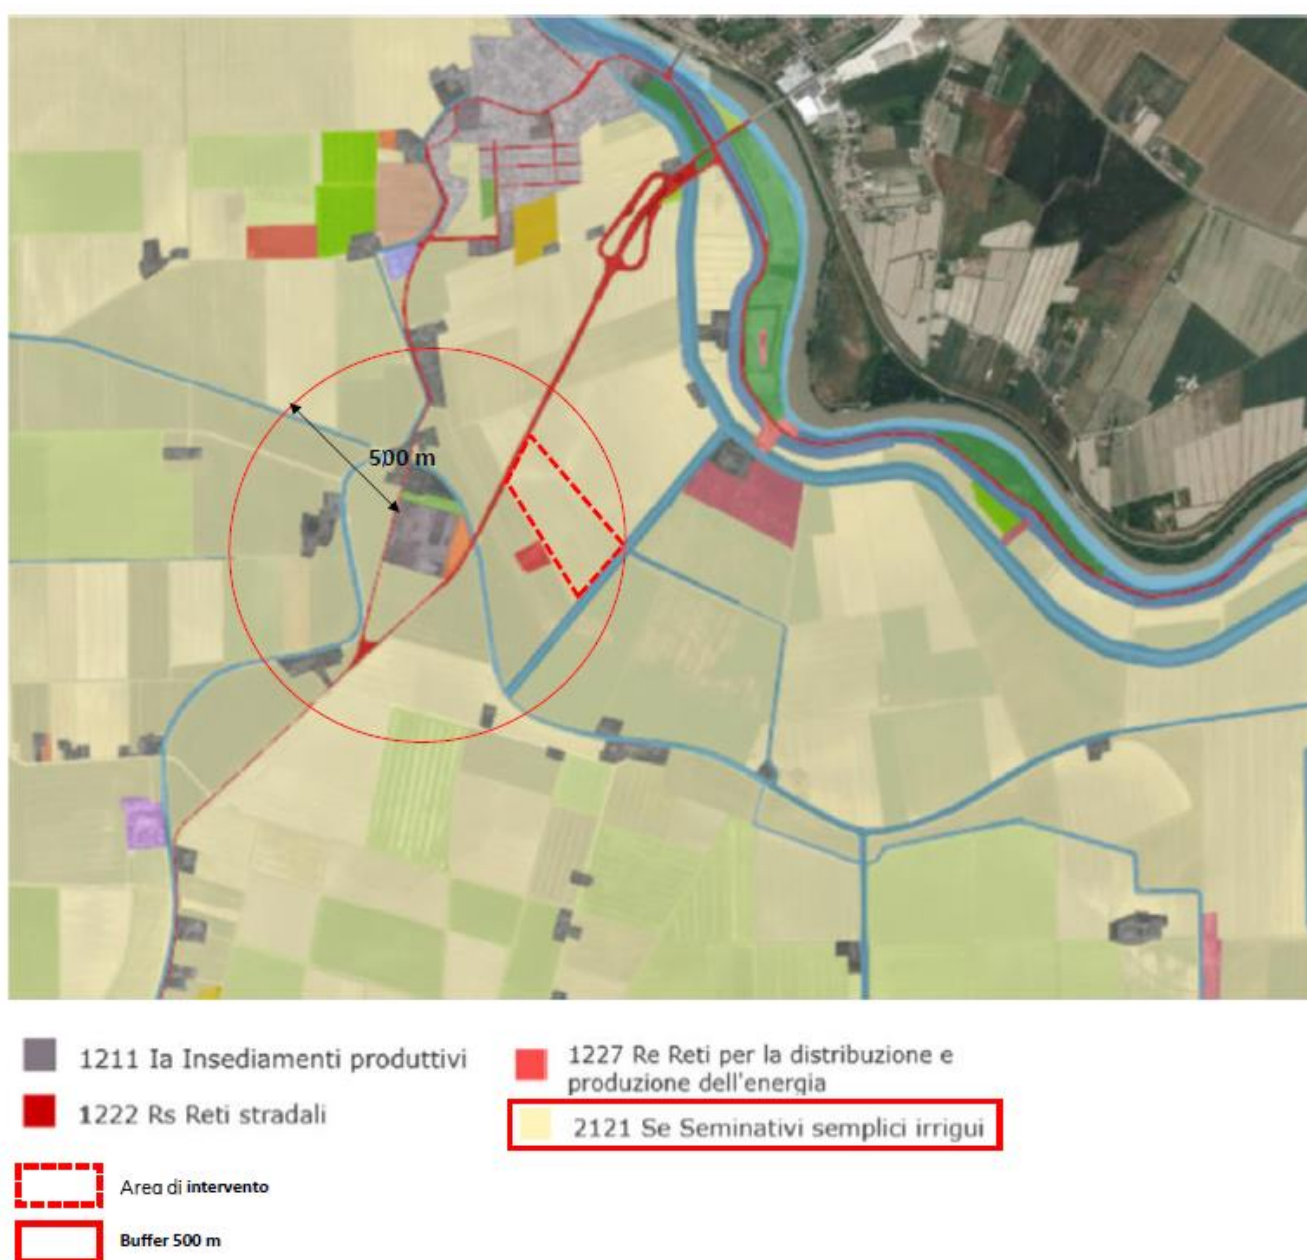 500 m
1211 Ia Insediamenti produttivi
1222 Rs Reti stradali
1227 Re Reti per la distribuzione e
produzione dell'energia
2121 Se Seminativi semplici irrigui
Area di intervento
Buffer 500 m